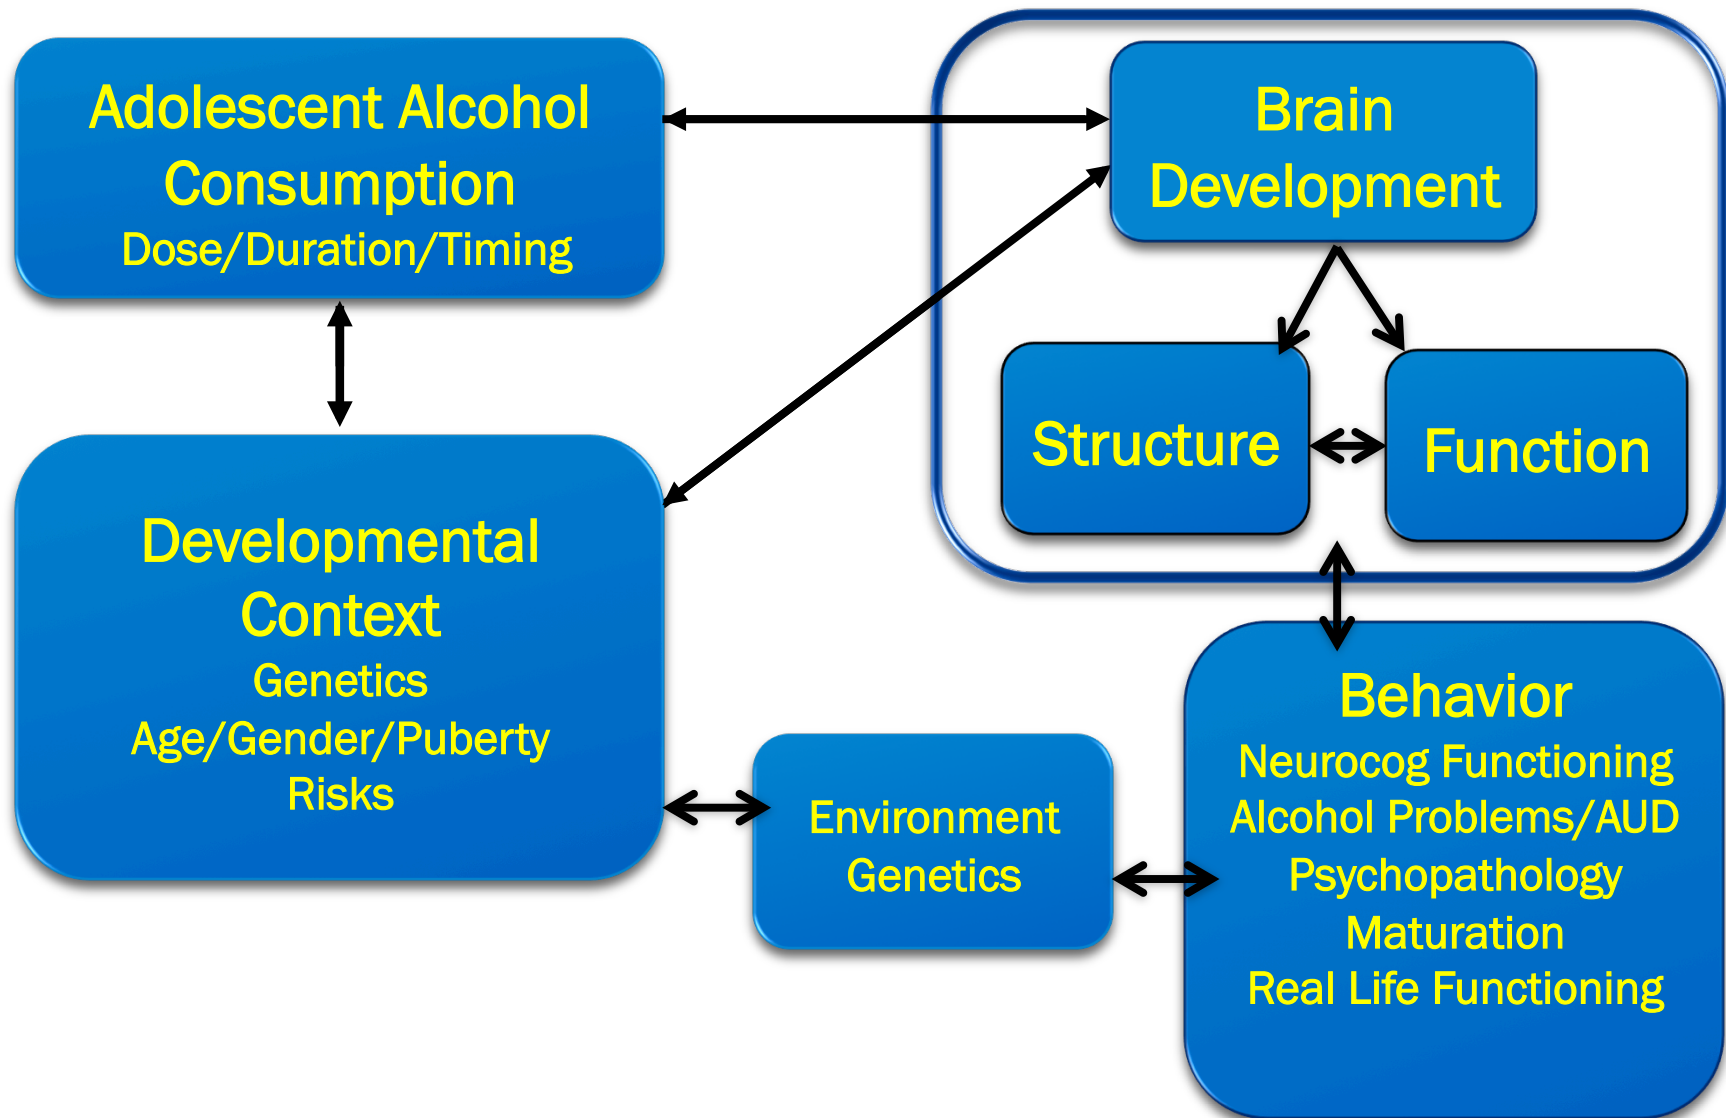 Adolescent Alcohol
Consumption
Dose/Duration/Timing
Brain
Development
Structure
Function
Developmental
Context
Genetics
Age/Gender/Puberty
Risks
Environment
Genetics
Behavior
Neurocog Functioning
Alcohol Problems/AUD
Psychopathology
Maturation
Real Life Functioning